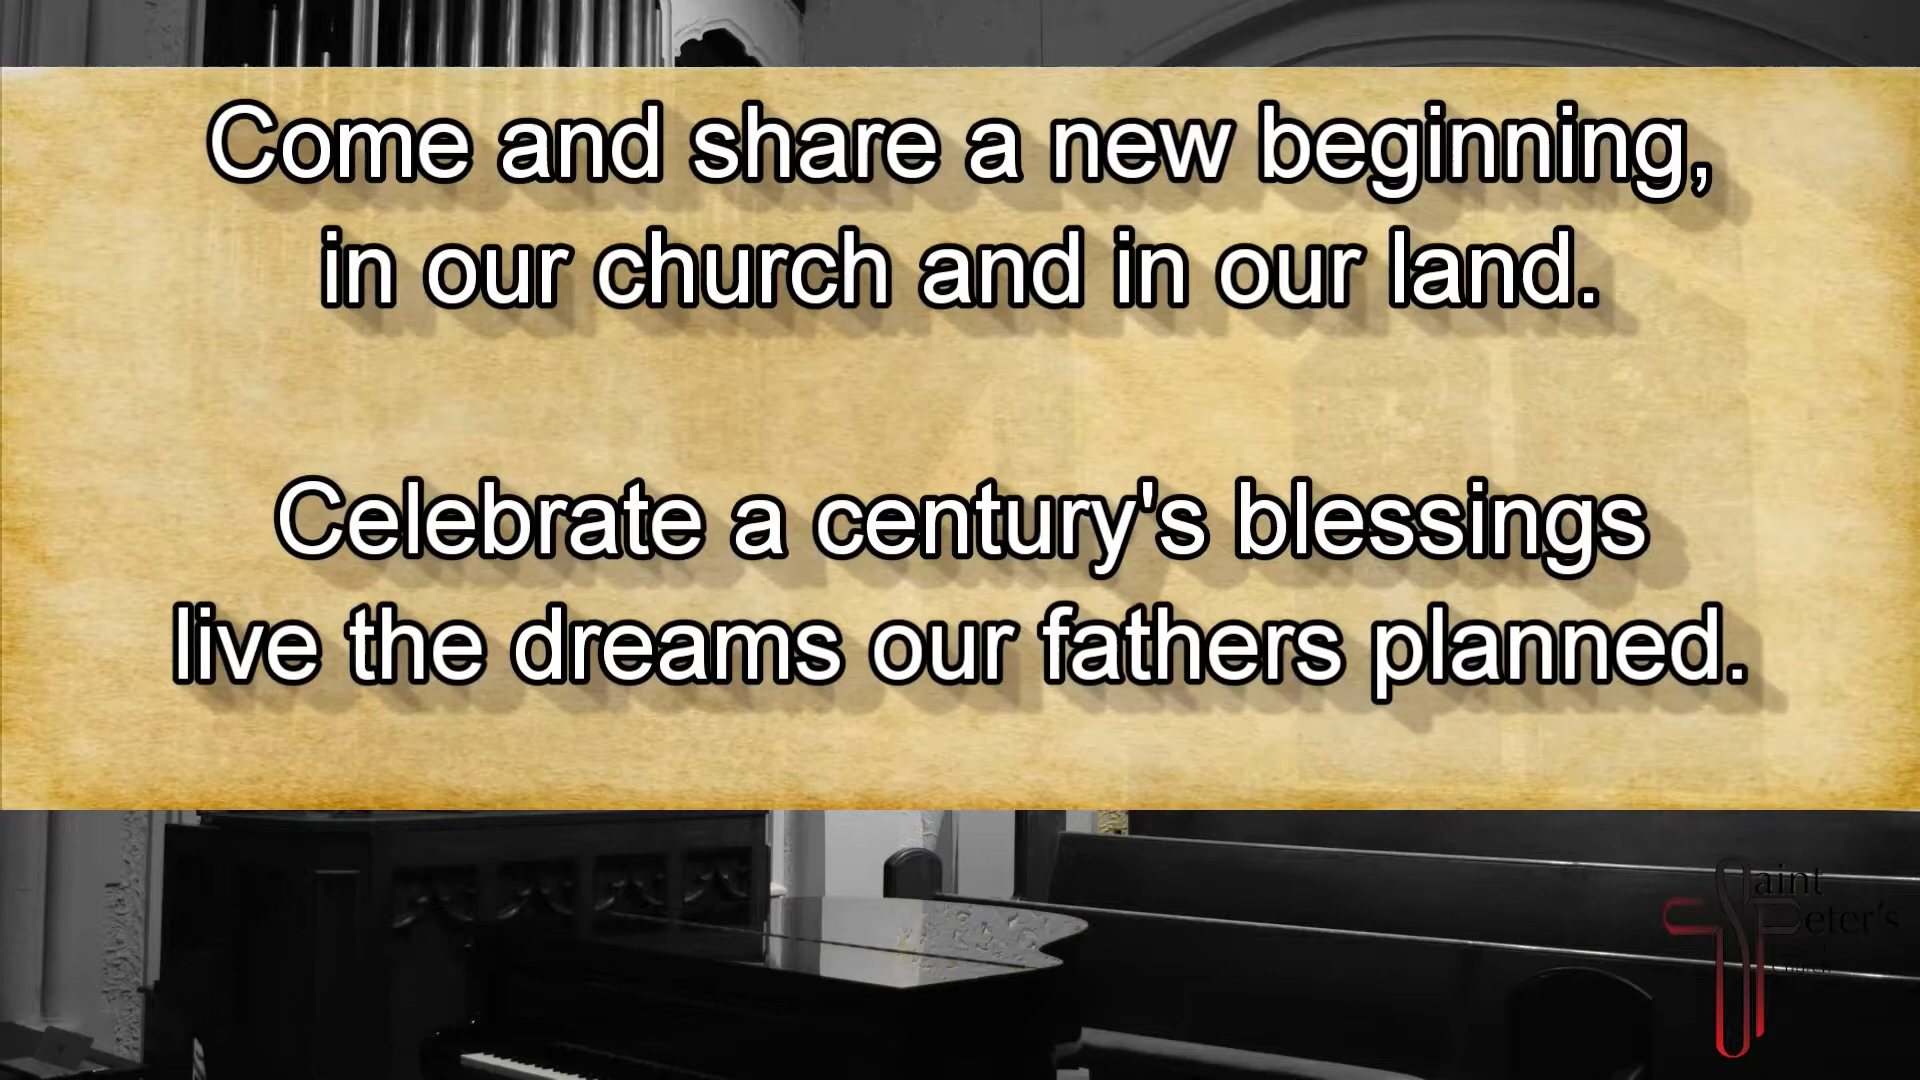 Come and share a new beginning,
in our church and in our land.
Celebrate a century's blessings
live the dreams our fathers planned.
Saint
Peter's
Church